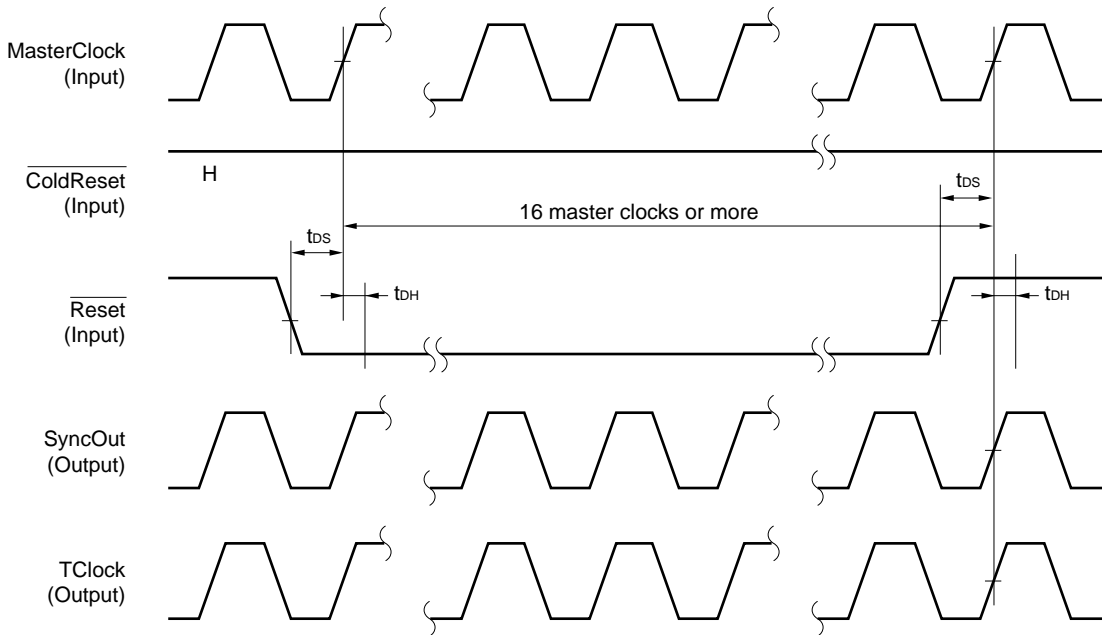 MasterClock
(Input)
ColdReset
(Input)
H
tDS
16 master clocks or more
tDS
tDH
Reset
(Input)
tDH
SyncOut
(Output)
TClock
(Output)